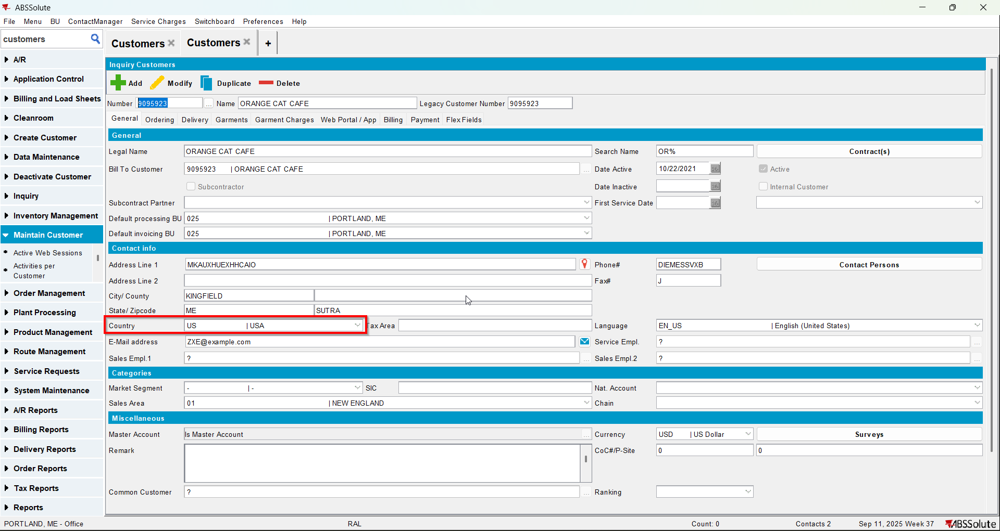 ABSSolute
File Menu BU ContactManager Service Charges Switchboard Preferences Help
customers
Customers Customers +
A/R
Application Control
Billing and Load Sheets
Cleanroom
Create Customer
Data Maintenance
Deactivate Customer
Inquiry
Inventory Management
Maintain Customer
Active Web Sessions
Activities per
Customer
Order Management
Plant Processing
Product Management
Route Management
Service Requests
System Maintenance
A/R Reports
Billing Reports
Delivery Reports
Order Reports
Tax Reports
Reports
Inquiry Customers
Add Modify Duplicate Delete
Number 9095923 ... Name ORANGE CAT CAFE Legacy Customer Number 9095923
General Ordering Delivery Garments Garment Charges Web Portal / App Billing Payment Flex Fields
General
Legal Name ORANGE CAT CAFE Search Name OR% Contract(s)
Bill To Customer 9095923 | ORANGE CAT CAFE ... Date Active 10/22/2021 16 Active
Subcontractor Date Inactive 16 Internal Customer
Subcontract Partner First Service Date 16
Default processing BU 025 | PORTLAND, ME
Default invoicing BU 025 | PORTLAND, ME
Contact info
Address Line 1 MKAUXHUEXHHCAIO Phone# DIEMESSVXB Contact Persons
Address Line 2 Fax# J
City/ County KINGFIELD
State/ Zipcode ME SUTRA
Country US | USA Tax Area Language EN_US | English (United States)
E-Mail address ZXE@example.com Service Empl. ? ...
Sales Empl.1 ? ... Sales Empl.2 ? ...
Categories
Market Segment - | - SIC Nat. Account
Sales Area 01 | NEW ENGLAND Chain
Miscellaneous
Master Account Is Master Account ... Currency USD | US Dollar Surveys
Remark CoC#/P-Site 0 0
Common Customer ? ... Ranking
PORTLAND, ME - Office RAL Count: 0 Contacts 2 Sep 11, 2025 Week 37 ABSSolute